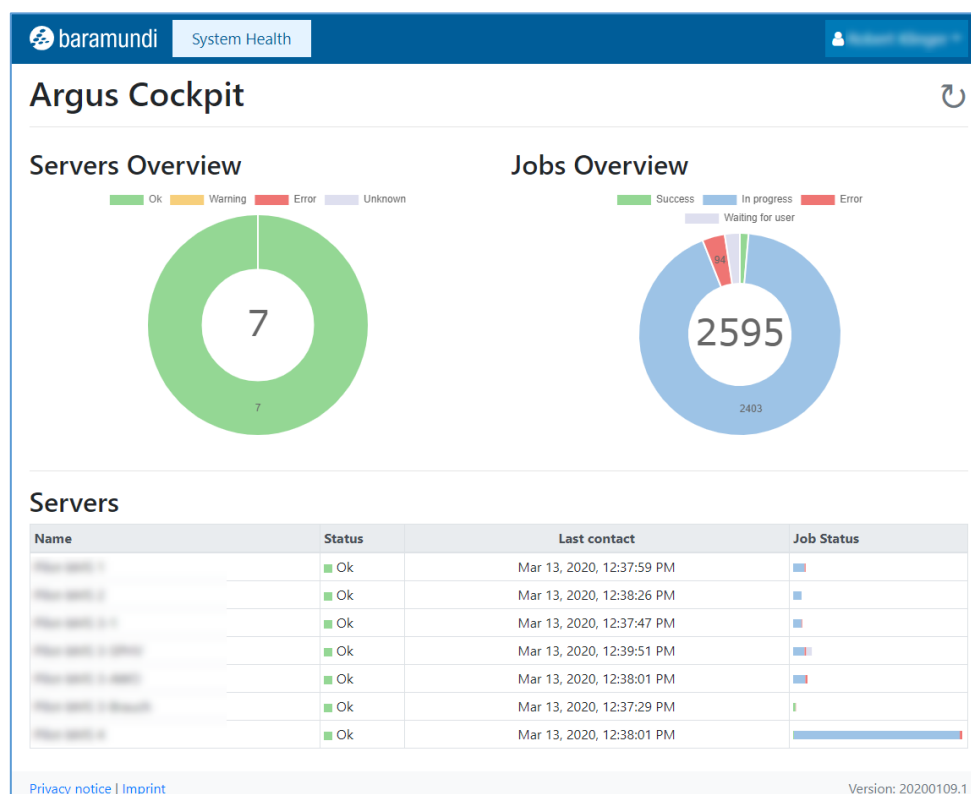 baramundi System Health
Argus Cockpit
Servers Overview
Ok Warning Error Unknown
7
7
Jobs Overview
Success In progress Error
Waiting for user
94
2595
2403
Servers
Name Status Last contact Job Status
Ok Mar 13, 2020, 12:37:59 PM
Ok Mar 13, 2020, 12:38:26 PM
Ok Mar 13, 2020, 12:37:47 PM
Ok Mar 13, 2020, 12:39:51 PM
Ok Mar 13, 2020, 12:38:01 PM
Ok Mar 13, 2020, 12:37:29 PM
Ok Mar 13, 2020, 12:38:01 PM
Privacy notice | Imprint Version: 20200109.1